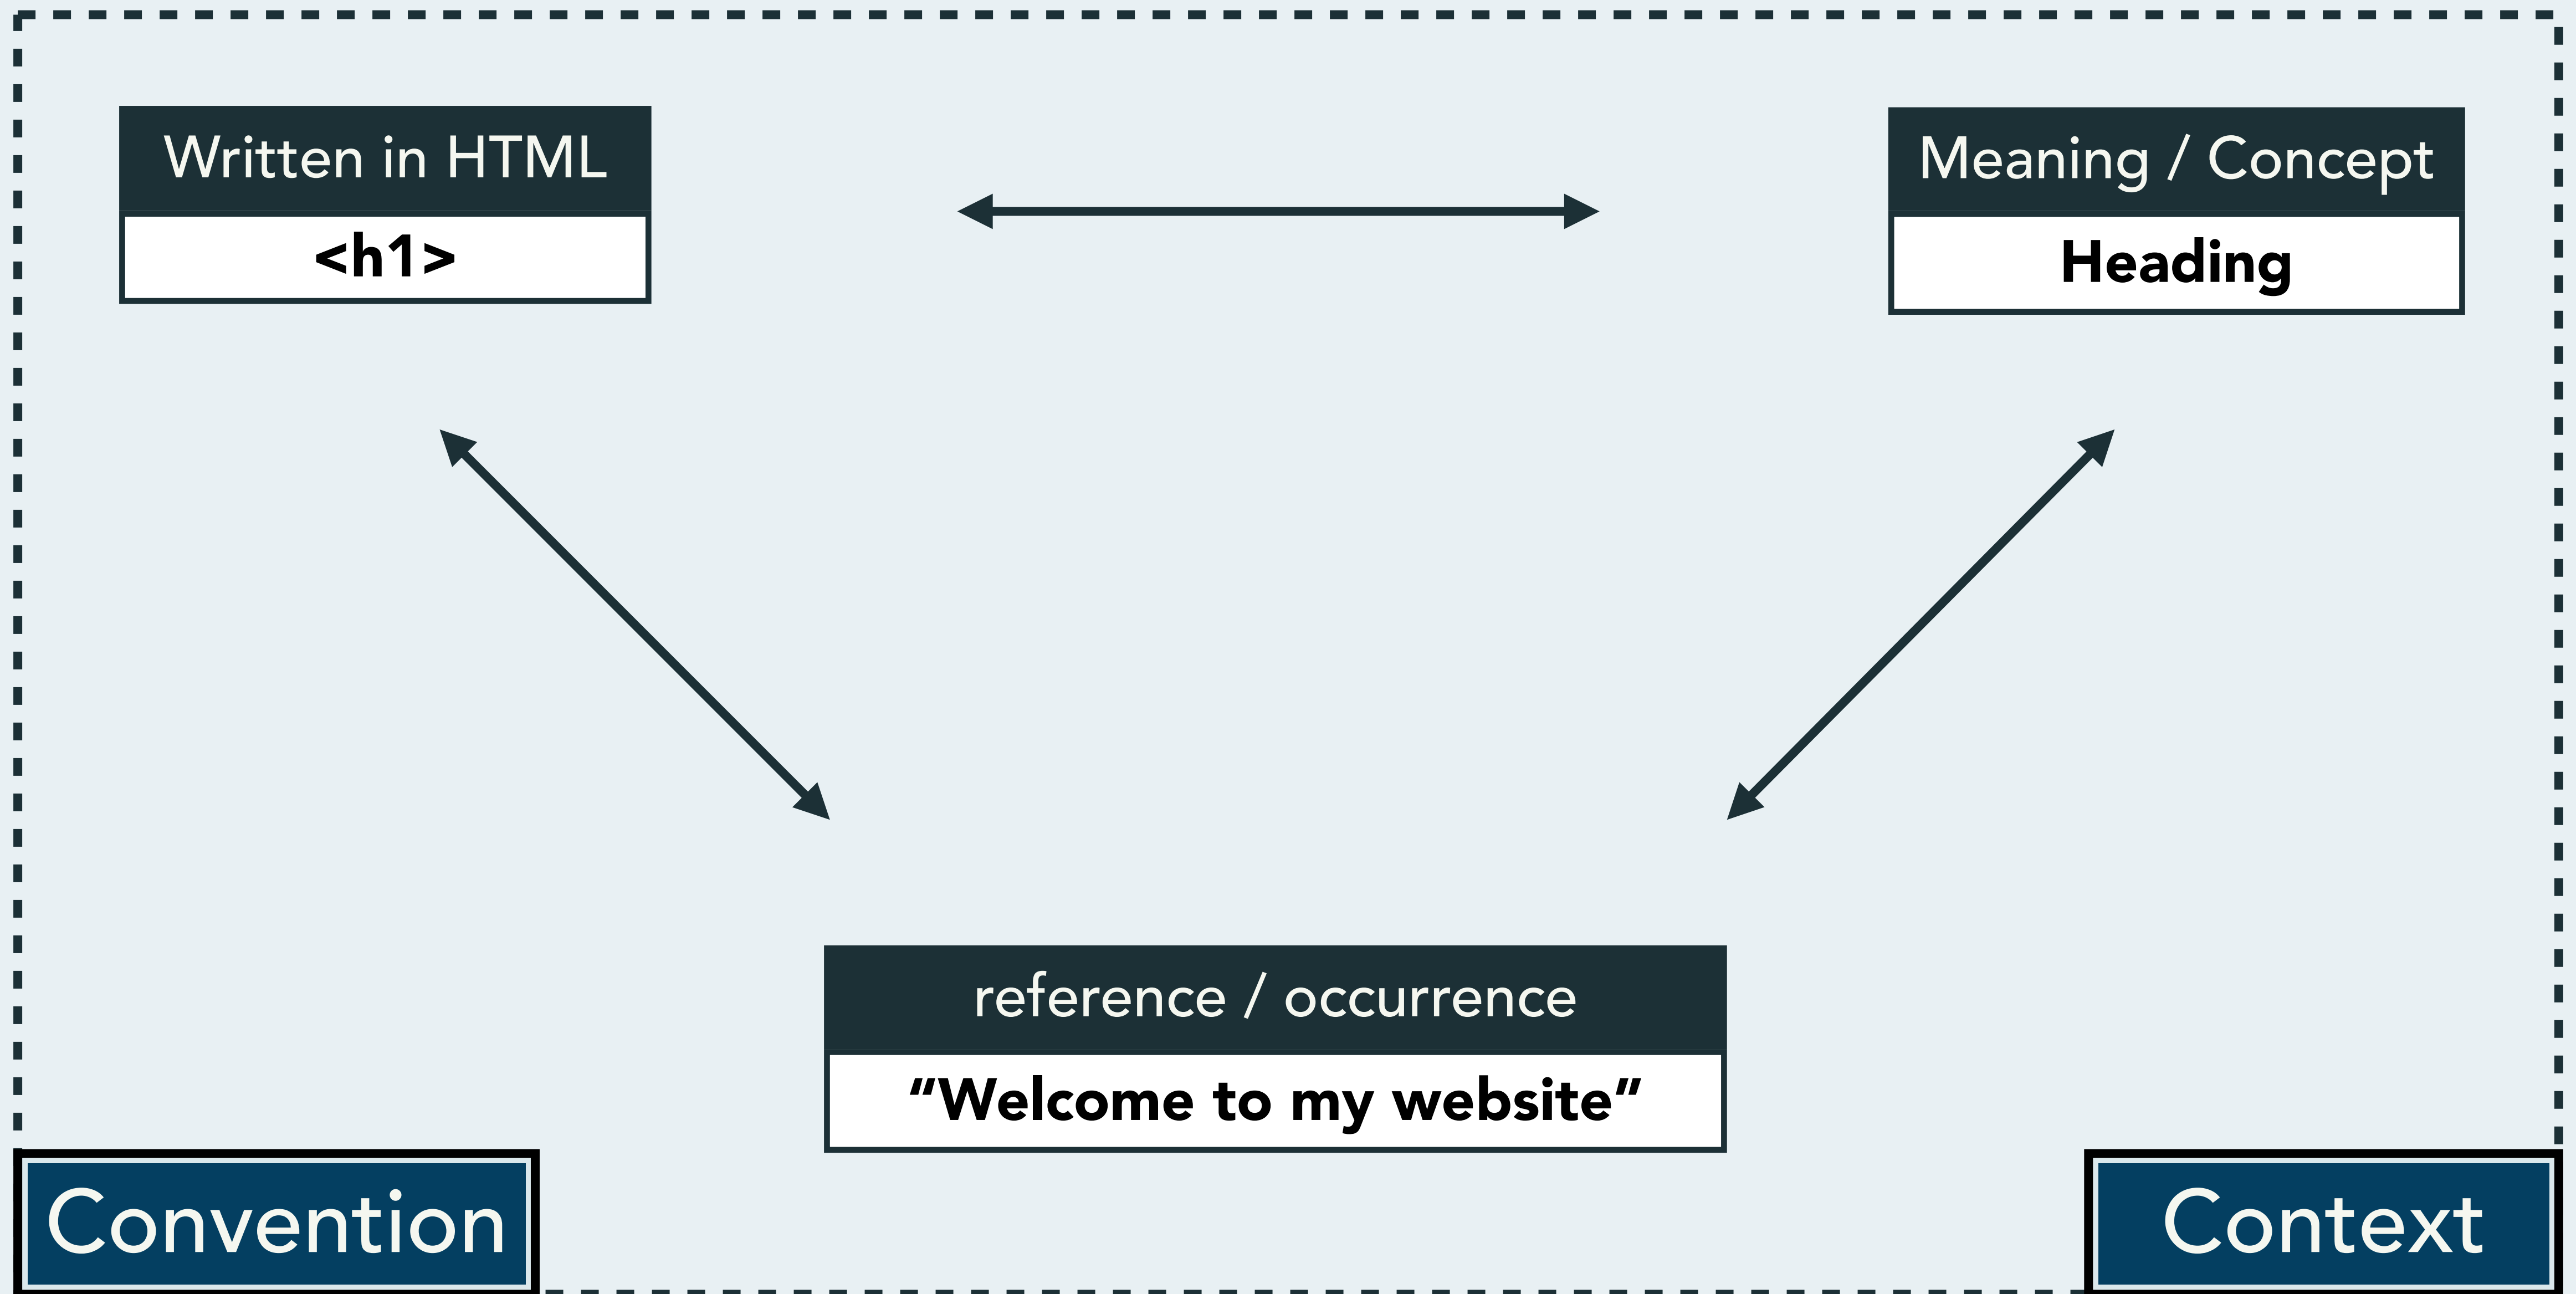 Written in HTML
<h1>
Meaning / Concept
Heading
reference / occurrence
“Welcome to my website”
Convention
Context